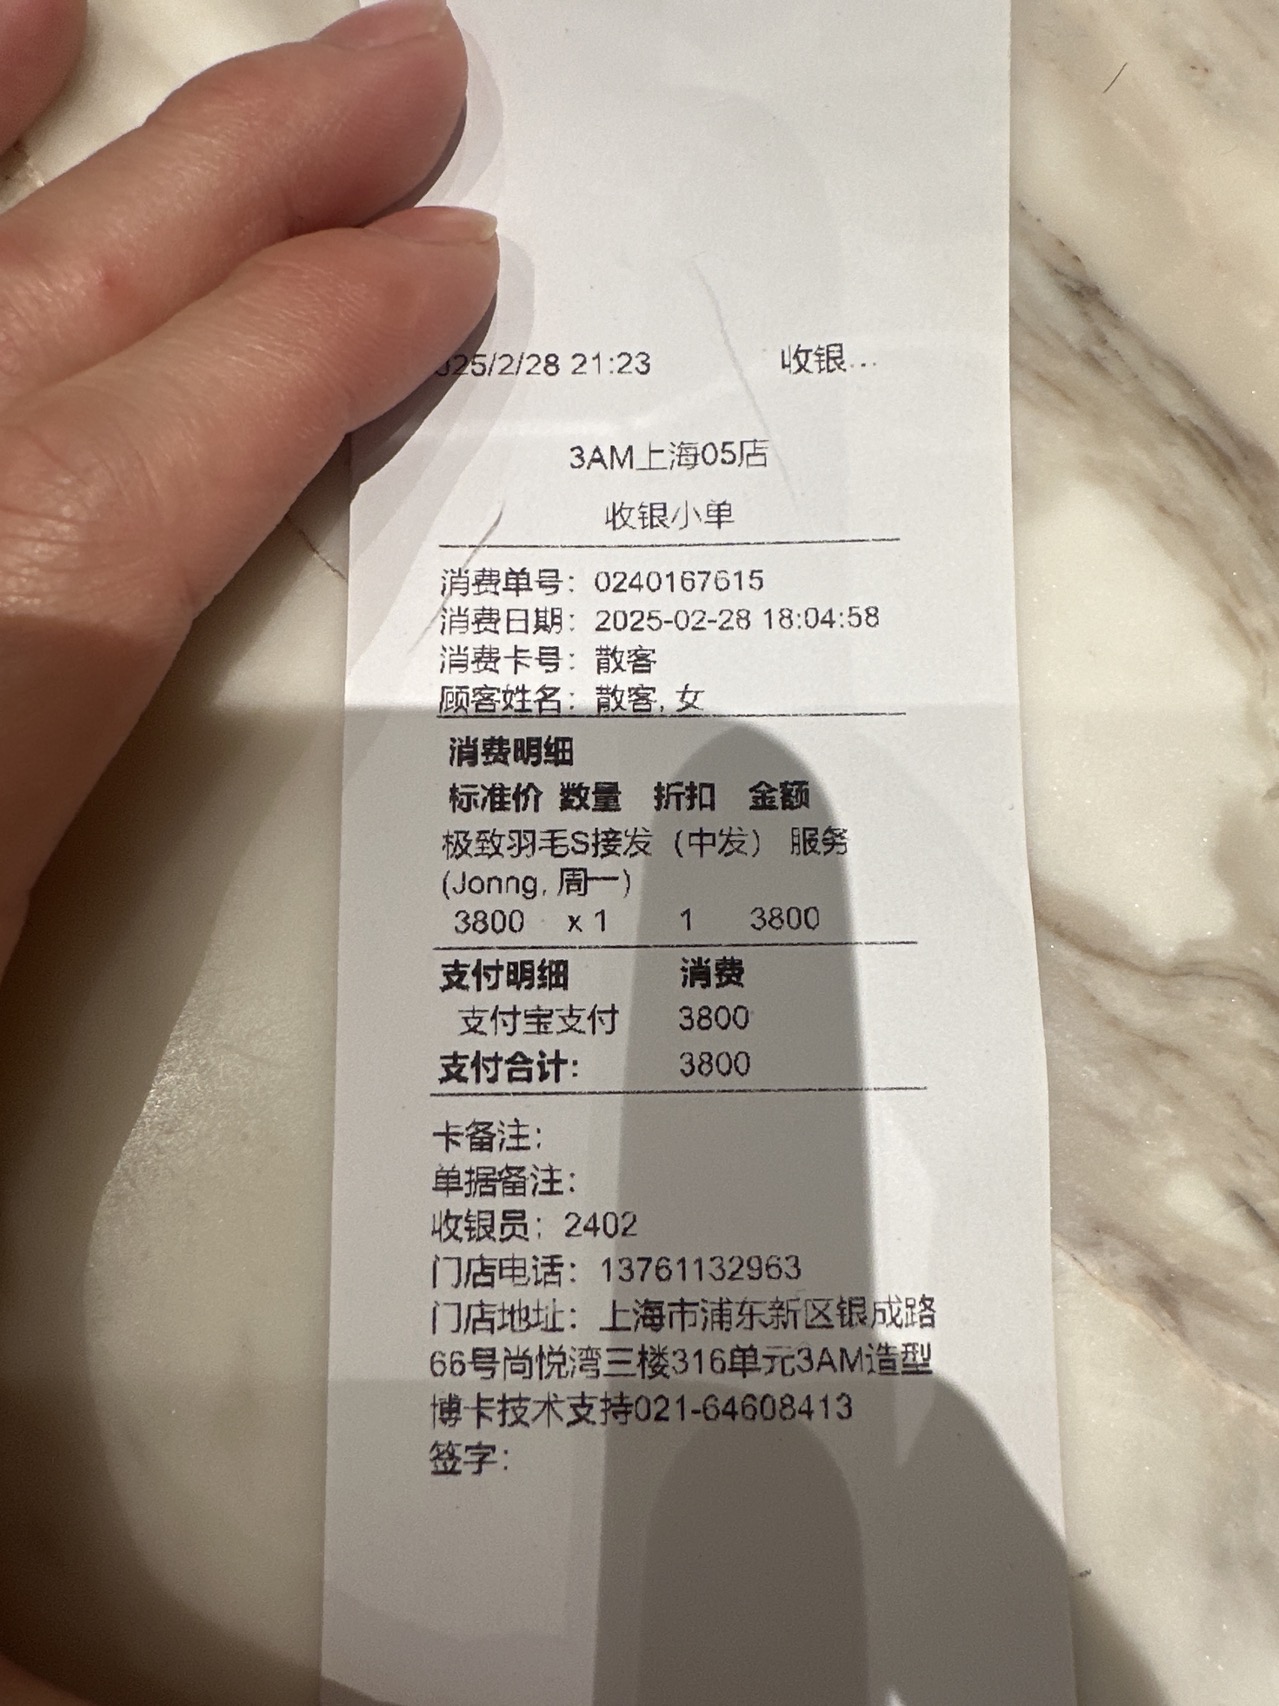 025/2/28 21:23 收银...
3AM上海05店
收银小单
消费单号：0240167615
消费日期：2025-02-28 18:04:58
消费卡号：散客
顾客姓名：散客, 女
消费明细
标准价 数量 折扣 金额
极致羽毛S接发（中发） 服务
(Jonng, 周一)
3800 x 1 1 3800
支付明细 消费
支付宝支付 3800
支付合计： 3800
卡备注：
单据备注：
收银员：2402
门店电话：13761132963
门店地址：上海市浦东新区银成路
66号尚悦湾三楼316单元3AM造型
博卡技术支持021-64608413
签字：